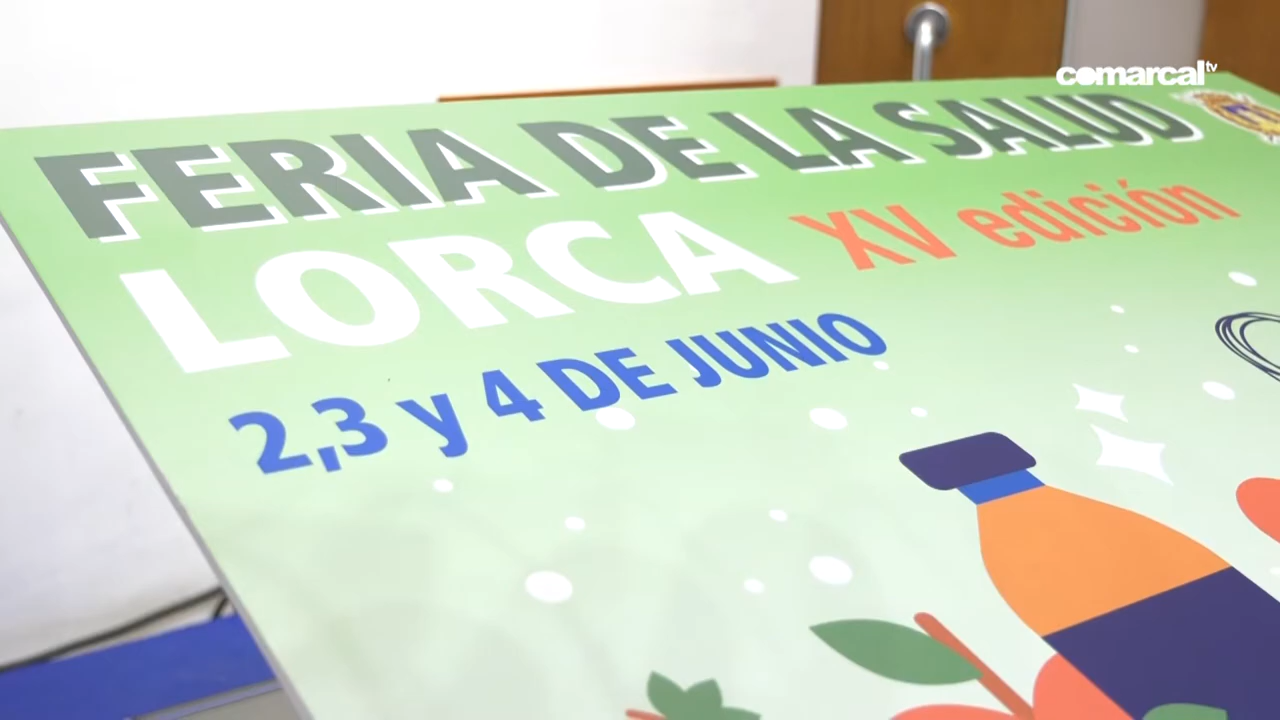 comarcal tv
FERIA DE LA SALUD
LORCA XV edición
2,3 y 4 DE JUNIO